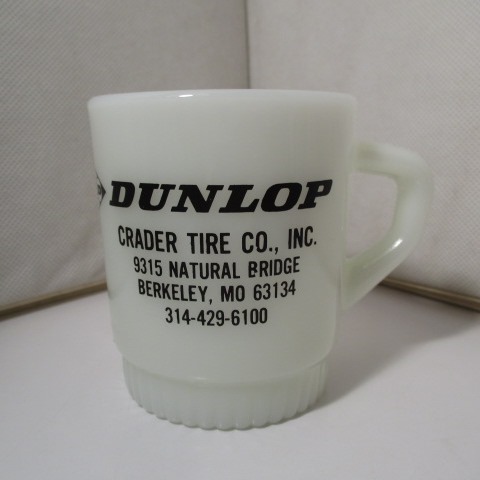 DUNLOP
CRADER TIRE CO., INC.
9315 NATURAL BRIDGE
BERKELEY, MO 63134
314-429-6100